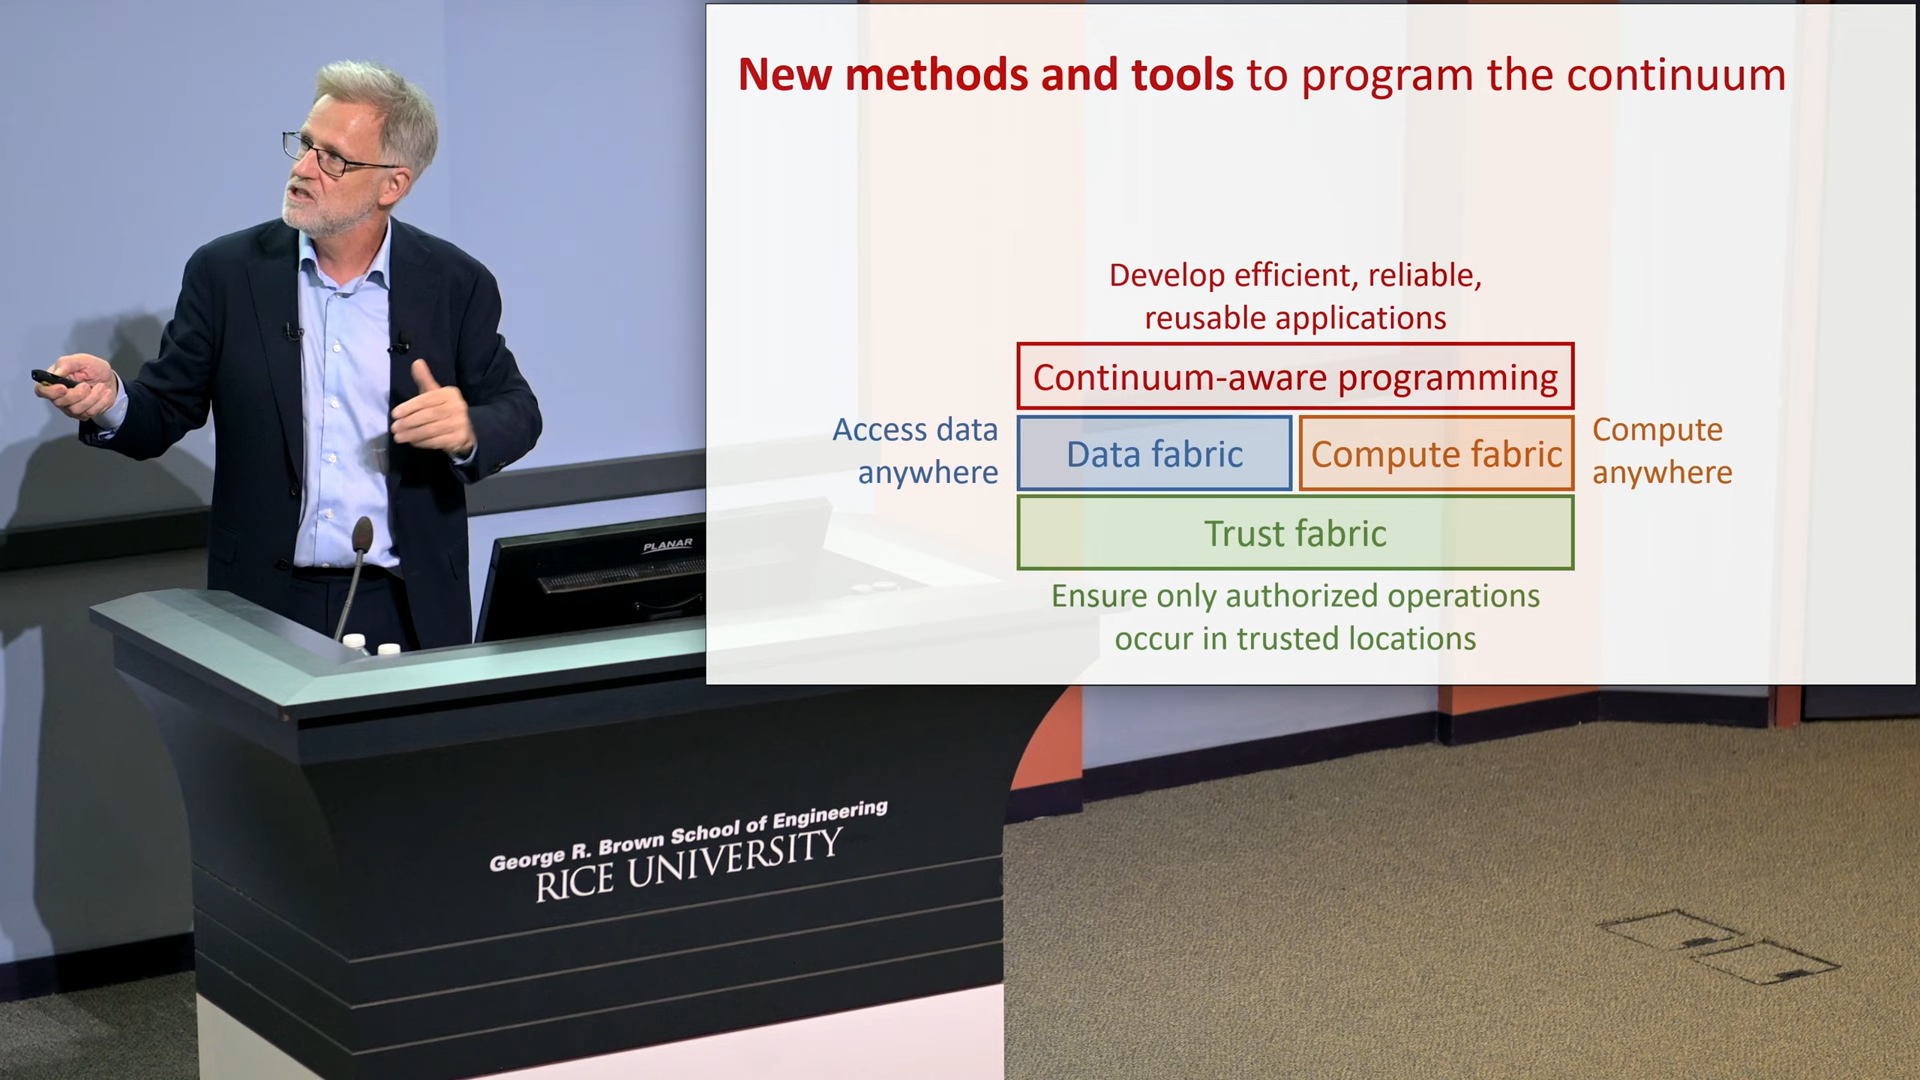 New methods and tools to program the continuum
Develop efficient, reliable,
reusable applications
Continuum-aware programming
Access data
anywhere
Data fabric
Compute fabric
Compute
anywhere
Trust fabric
Ensure only authorized operations
occur in trusted locations
PLANAR
George R. Brown School of Engineering
RICE UNIVERSITY